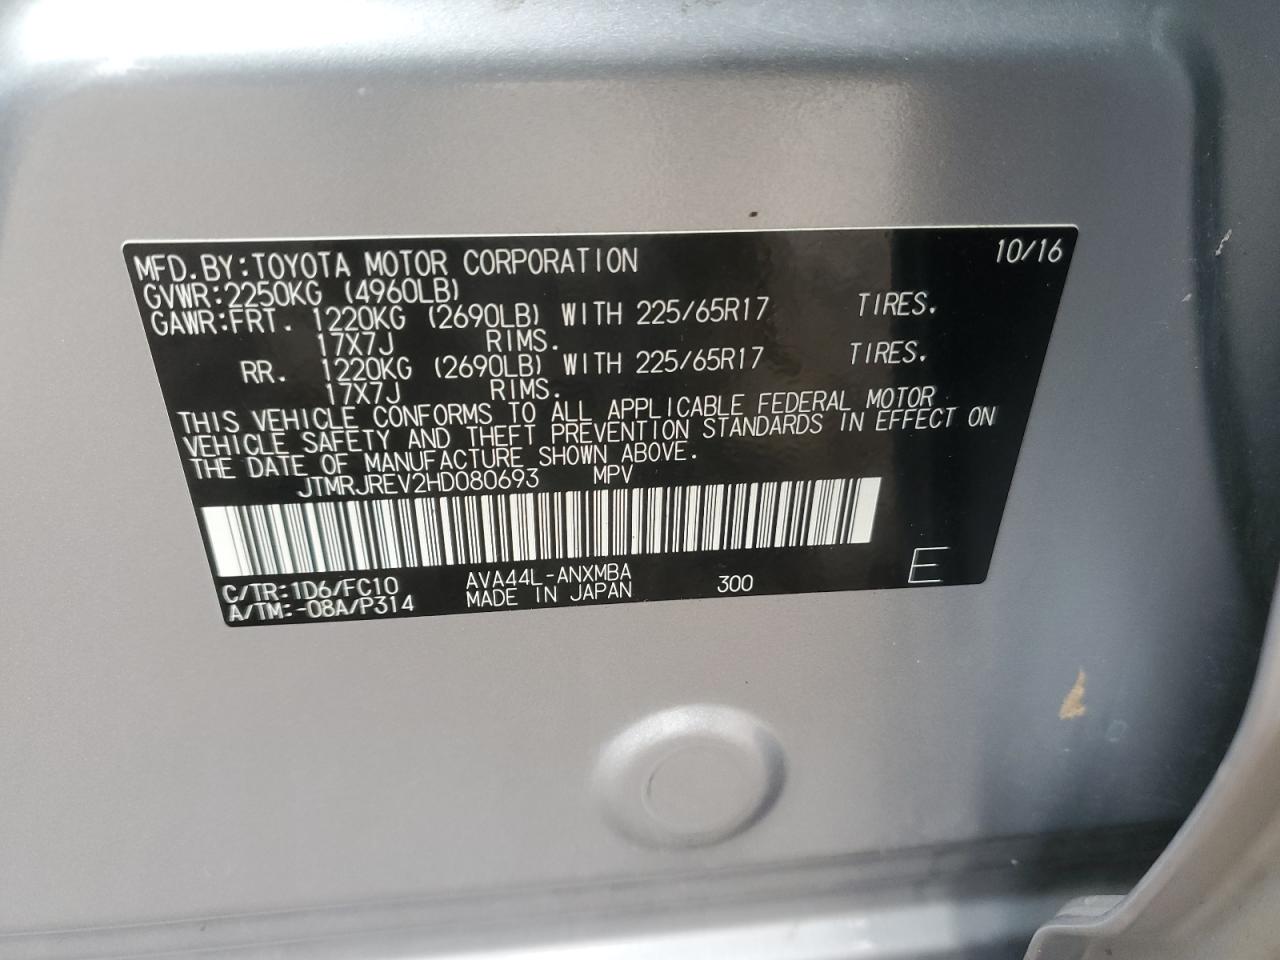 MFD.BY:TOYOTA MOTOR CORPORATION 10/16
GVWR:2250KG (4960LB)
GAWR:FRT. 1220KG (2690LB) WITH 225/65R17 TIRES.
17X7J RIMS.
RR. 1220KG (2690LB) WITH 225/65R17 TIRES.
17X7J RIMS.
THIS VEHICLE CONFORMS TO ALL APPLICABLE FEDERAL MOTOR
VEHICLE SAFETY AND THEFT PREVENTION STANDARDS IN EFFECT ON
THE DATE OF MANUFACTURE SHOWN ABOVE.
JTMRJREV2HD080693 MPV
C/TR:1D6/FC10 AVA44L-ANXMBA 300 E
A/TM:-08A/P314 MADE IN JAPAN